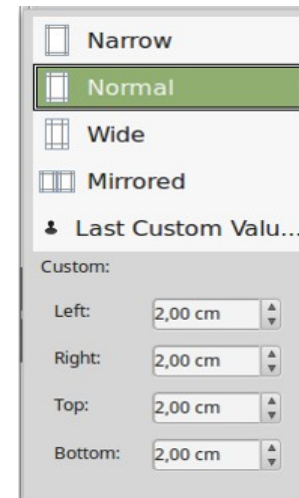 Narrow
Normal
Wide
Mirrored
Last Custom Valu...
Custom:
Left: 2,00 cm
Right: 2,00 cm
Top: 2,00 cm
Bottom: 2,00 cm